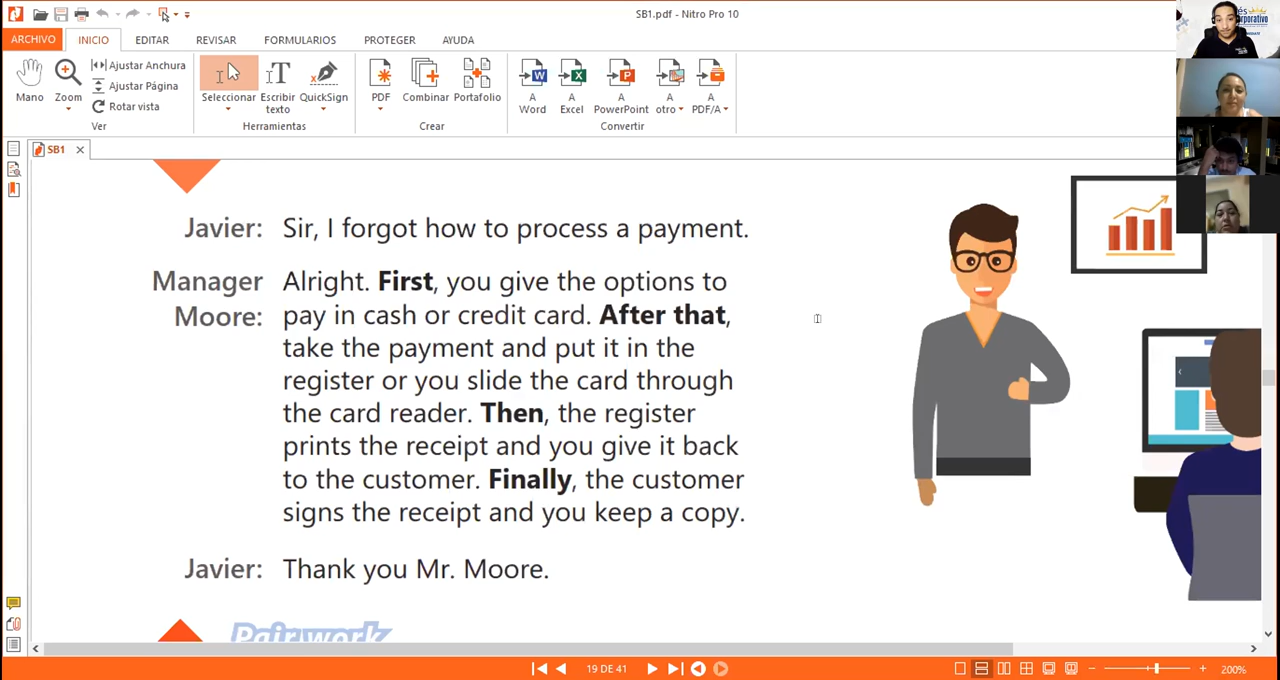 SB1.pdf - Nitro Pro 10
ARCHIVO INICIO EDITAR REVISAR FORMULARIOS PROTEGER AYUDA
Mano
Zoom
Ajustar Anchura
Ajustar Página
Rotar vista
Ver
Seleccionar
Escribir texto
QuickSign
Herramientas
PDF
Combinar
Portafolio
Crear
A Word
A Excel
A PowerPoint
A otro
A PDF/A
Convertir
SB1
Javier: Sir, I forgot how to process a payment.
Manager Moore: Alright. First, you give the options to
pay in cash or credit card. After that,
take the payment and put it in the
register or you slide the card through
the card reader. Then, the register
prints the receipt and you give it back
to the customer. Finally, the customer
signs the receipt and you keep a copy.
Javier: Thank you Mr. Moore.
Pair work
19 DE 41
200%